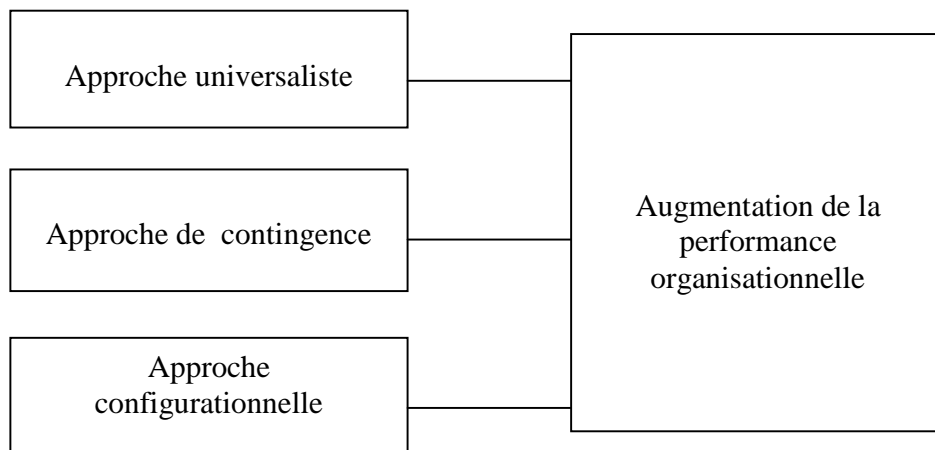 Approche universaliste
Approche de contingence
Approche
configurationnelle
Augmentation de la
performance
organisationnelle